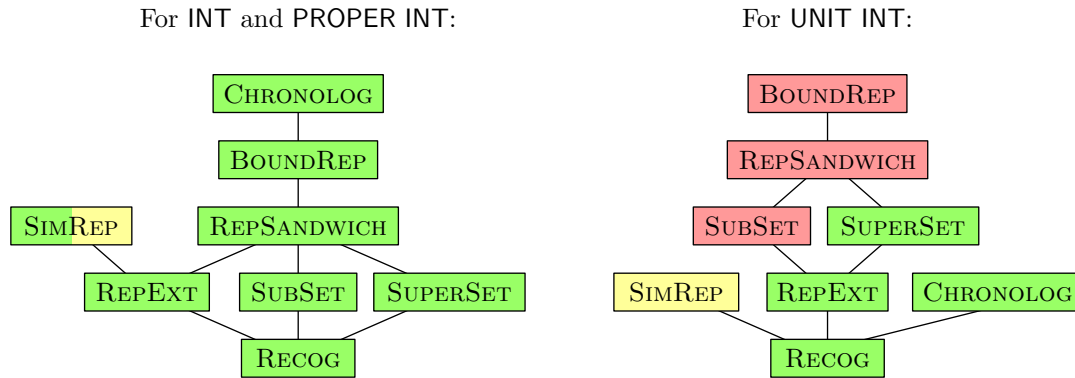 For INT and PROPER INT:
For UNIT INT:
CHRONOLOG
BOUNDREP
BOUNDREP
REPSANDWICH
SIMREP
REPSANDWICH
SUBSET
SUPERSET
REPEXT
SUBSET
SUPERSET
SIMREP
REPEXT
CHRONOLOG
RECOG
RECOG